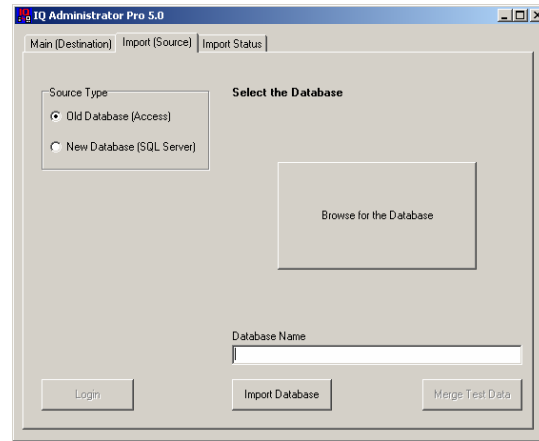 IQ Administrator Pro 5.0
Main (Destination) Import (Source) Import Status
Source Type
Select the Database
Old Database (Access)
New Database (SQL Server)
Browse for the Database
Database Name
Login Import Database Merge Test Data